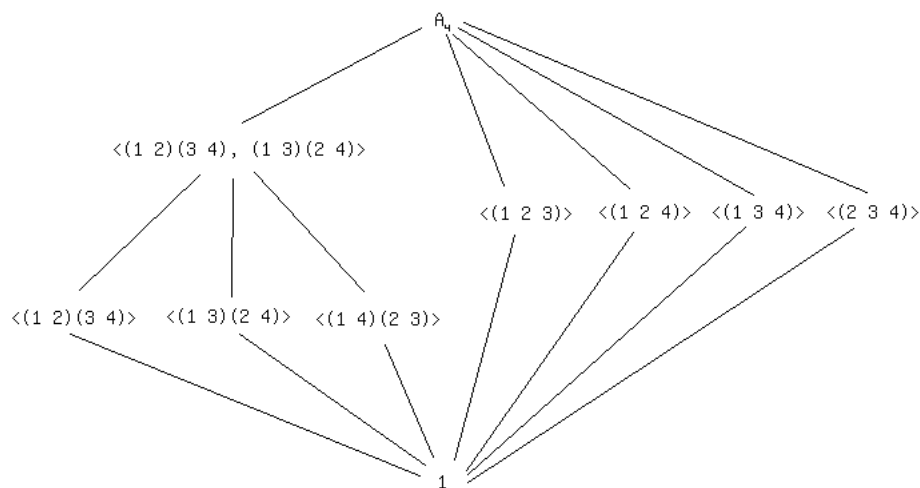 A₄
<(1 2)(3 4), (1 3)(2 4)>
<(1 2 3)> <(1 2 4)> <(1 3 4)> <(2 3 4)>
<(1 2)(3 4)> <(1 3)(2 4)> <(1 4)(2 3)>
1